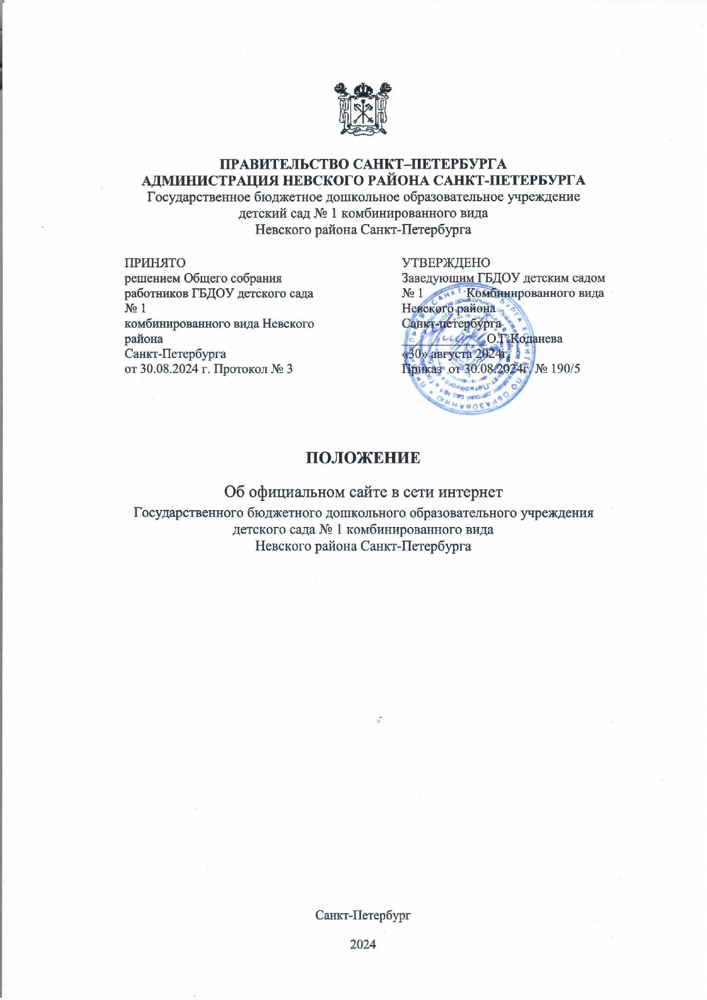 ПРАВИТЕЛЬСТВО САНКТ–ПЕТЕРБУРГА
АДМИНИСТРАЦИЯ НЕВСКОГО РАЙОНА САНКТ-ПЕТЕРБУРГА
Государственное бюджетное дошкольное образовательное учреждение
детский сад № 1 комбинированного вида
Невского района Санкт-Петербурга
ПРИНЯТО
решением Общего собрания
работников ГБДОУ детского сада
№ 1
комбинированного вида Невского
района
Санкт-Петербурга
от 30.08.2024 г. Протокол № 3
УТВЕРЖДЕНО
Заведующим ГБДОУ детским садом
№ 1 Комбинированного вида
Невского района
Санкт-петербурга
____________О.Г.Коданева
«30» августа 2024г.
Приказ от 30.08.2024г. № 190/5
ПОЛОЖЕНИЕ
Об официальном сайте в сети интернет
Государственного бюджетного дошкольного образовательного учреждения
детского сада № 1 комбинированного вида
Невского района Санкт-Петербурга
Санкт-Петербург
2024